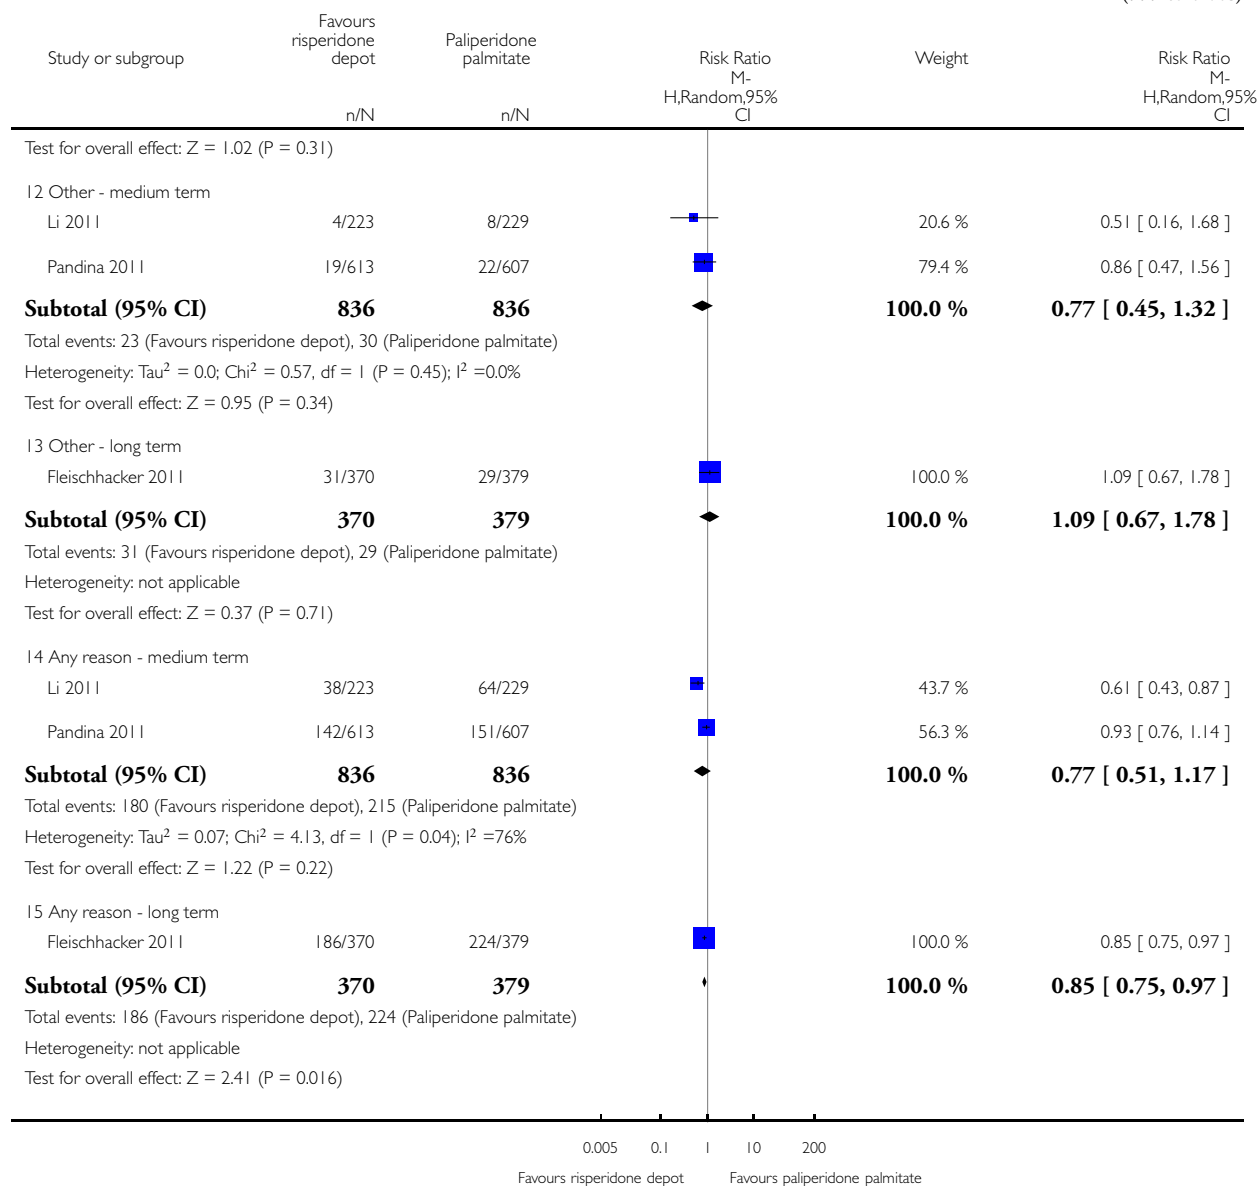 Favours
risperidone
depot
Paliperidone
palmitate
Study or subgroup
Risk Ratio
M-
H,Random,95%
CI
Weight
Risk Ratio
M-
H,Random,95%
CI
n/N n/N
Test for overall effect: Z = 1.02 (P = 0.31)
12 Other - medium term
Li 2011 4/223 8/229 20.6 % 0.51 [ 0.16, 1.68 ]
Pandina 2011 19/613 22/607 79.4 % 0.86 [ 0.47, 1.56 ]
Subtotal (95% CI) 836 836 100.0 % 0.77 [ 0.45, 1.32 ]
Total events: 23 (Favours risperidone depot), 30 (Paliperidone palmitate)
Heterogeneity: Tau² = 0.0; Chi² = 0.57, df = 1 (P = 0.45); I² =0.0%
Test for overall effect: Z = 0.95 (P = 0.34)
13 Other - long term
Fleischhacker 2011 31/370 29/379 100.0 % 1.09 [ 0.67, 1.78 ]
Subtotal (95% CI) 370 379 100.0 % 1.09 [ 0.67, 1.78 ]
Total events: 31 (Favours risperidone depot), 29 (Paliperidone palmitate)
Heterogeneity: not applicable
Test for overall effect: Z = 0.37 (P = 0.71)
14 Any reason - medium term
Li 2011 38/223 64/229 43.7 % 0.61 [ 0.43, 0.87 ]
Pandina 2011 142/613 151/607 56.3 % 0.93 [ 0.76, 1.14 ]
Subtotal (95% CI) 836 836 100.0 % 0.77 [ 0.51, 1.17 ]
Total events: 180 (Favours risperidone depot), 215 (Paliperidone palmitate)
Heterogeneity: Tau² = 0.07; Chi² = 4.13, df = 1 (P = 0.04); I² =76%
Test for overall effect: Z = 1.22 (P = 0.22)
15 Any reason - long term
Fleischhacker 2011 186/370 224/379 100.0 % 0.85 [ 0.75, 0.97 ]
Subtotal (95% CI) 370 379 100.0 % 0.85 [ 0.75, 0.97 ]
Total events: 186 (Favours risperidone depot), 224 (Paliperidone palmitate)
Heterogeneity: not applicable
Test for overall effect: Z = 2.41 (P = 0.016)
0.005 0.1 1 10 200
Favours risperidone depot Favours paliperidone palmitate